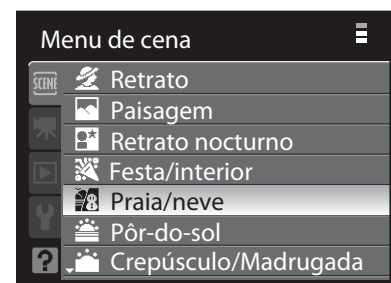 Menu de cena
SCENE
Retrato
Paisagem
Retrato nocturno
Festa/interior
Praia/neve
Pôr-do-sol
?
Crepúsculo/Madrugada